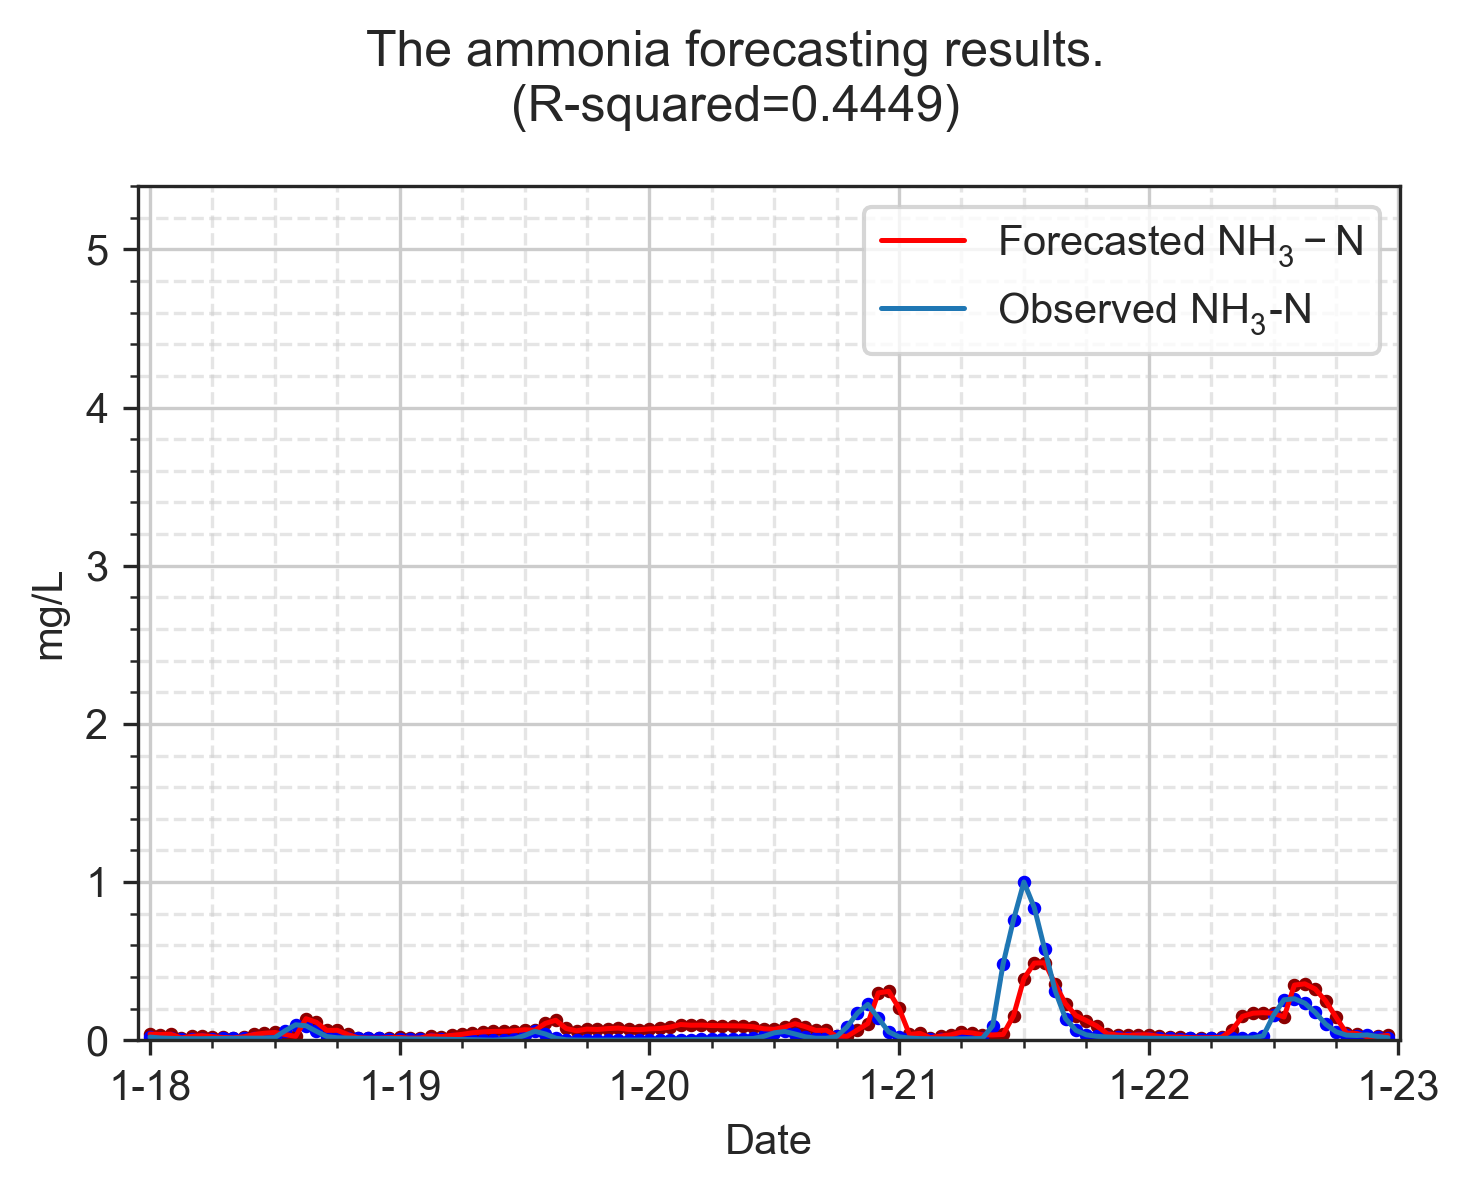 The ammonia forecasting results.
(R-squared=0.4449)
Forecasted NH₃ − N
Observed NH₃-N
5
4
3
2
1
0
mg/L
1-18 1-19 1-20 1-21 1-22 1-23
Date